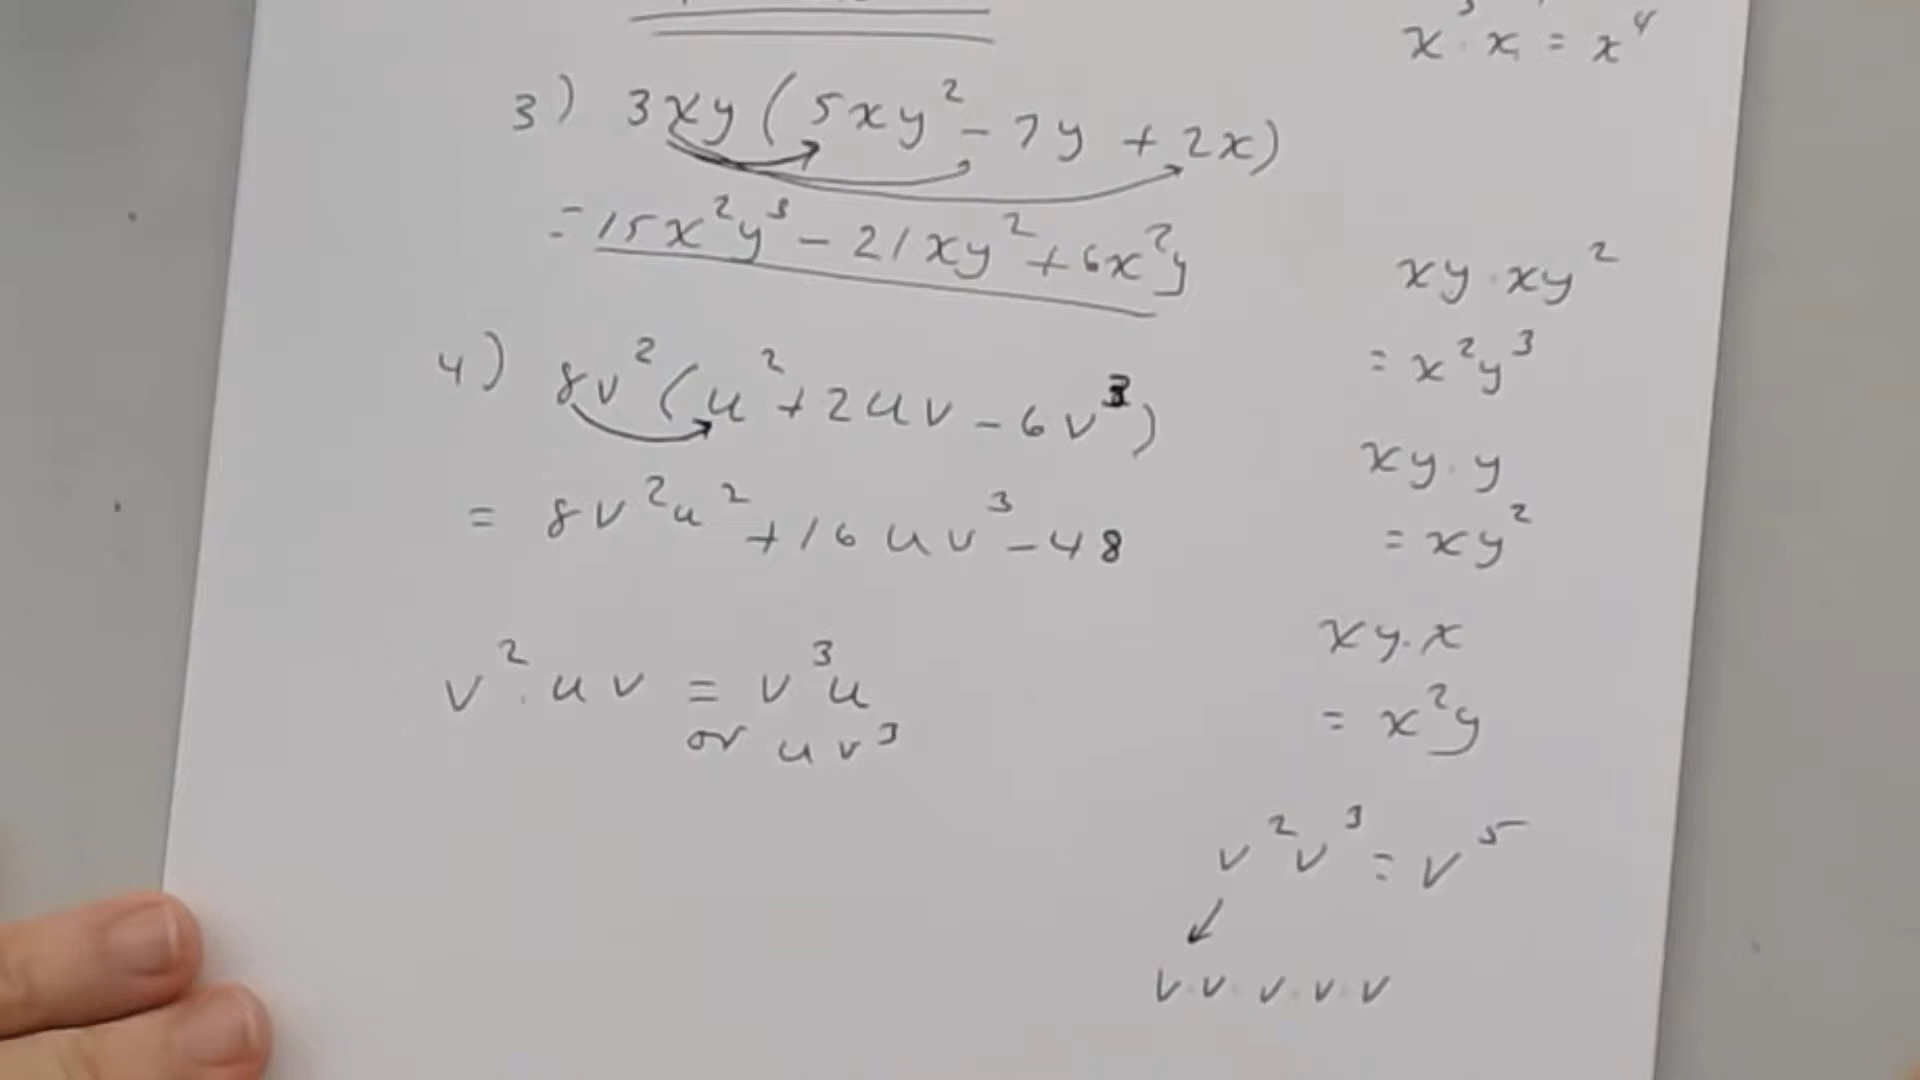 3) 3xy(5xy² - 7y + 2x)
= 15x²y³ - 21xy² + 6x²y
4) 8v²(u² + 2uv - 6v³)
= 8v²u² + 16uv³ - 48
v² · uv = v³u
or uv³
x³ · x = x⁴
xy · xy²
= x²y³
xy · y
= xy²
xy · x
= x²y
v²v³ = v⁵
v · v · v · v · v